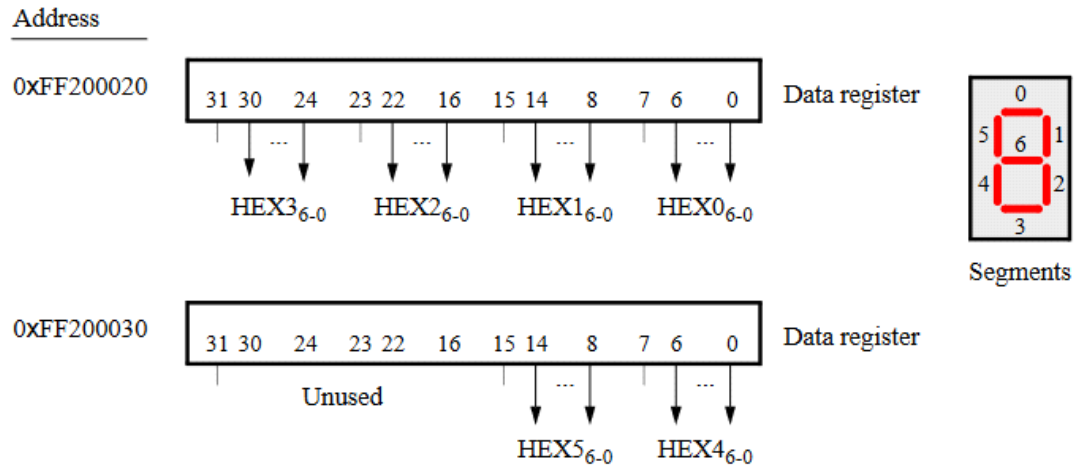 Address
0xFF200020
31 30 24 23 22 16 15 14 8 7 6 0
Data register
... ... ... ...
HEX36-0 HEX26-0 HEX16-0 HEX06-0
0
5 6 1
4 2
3
Segments
0xFF200030
31 30 24 23 22 16 15 14 8 7 6 0
Data register
Unused
... ...
HEX56-0 HEX46-0